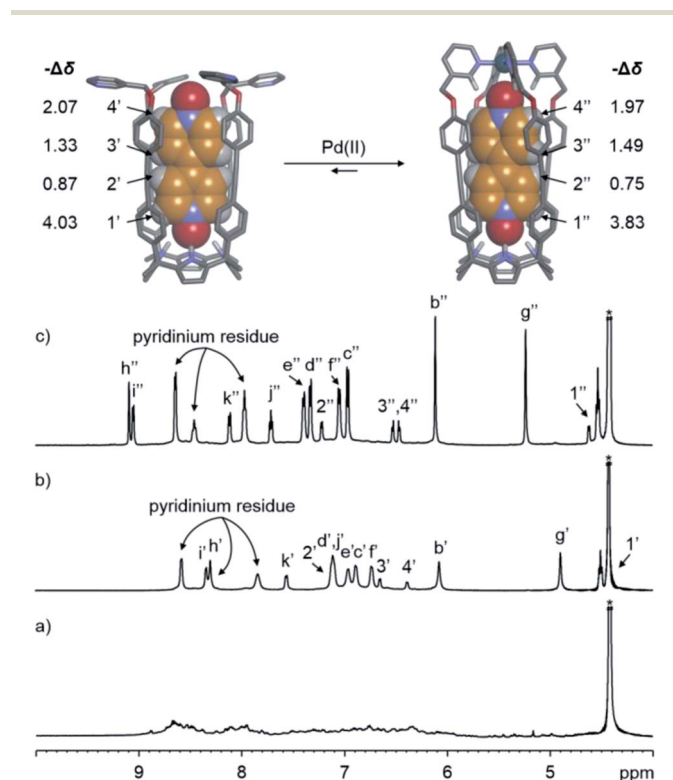 -Δδ
2.07 4'
1.33 3'
0.87 2'
4.03 1'
Pd(II)
-Δδ
4'' 1.97
3'' 1.49
2'' 0.75
1'' 3.83
c)
pyridinium residue
h''
i''
k''
j''
e'' d''
2''
f'' c''
3'',4''
b''
g''
1''
*
b)
pyridinium residue
i' h'
k'
2' d',j'
e'c' f'
3' 4'
b'
g'
*
1'
a)
*
9 8 7 6 5 ppm